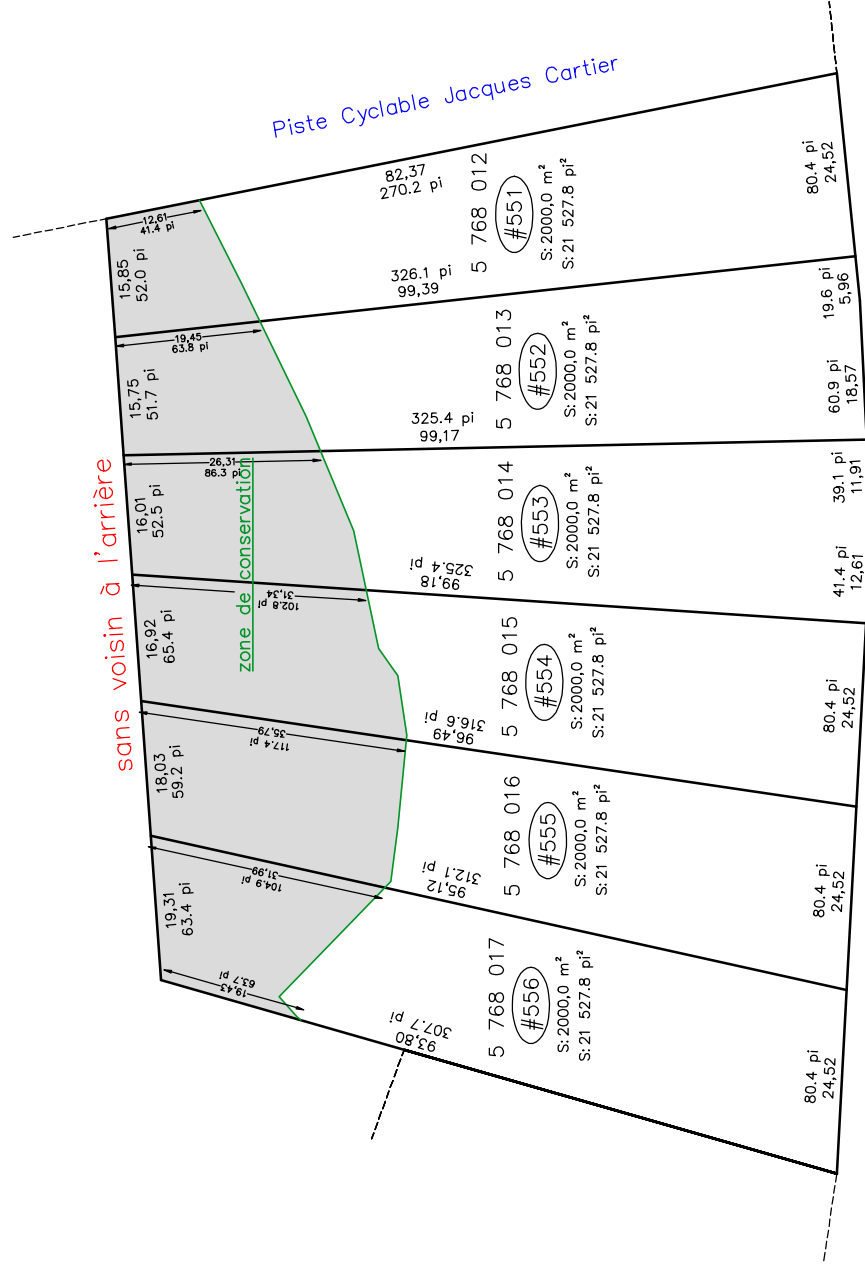 Piste Cyclable Jacques Cartier
sans voisin à l'arrière
zone de conservation
12,61
41.4 pi
15,85
52.0 pi
82,37
270.2 pi
5 768 012
#551
S: 2000,0 m²
S: 21 527.8 pi²
80.4 pi
24,52
326.1 pi
99,39
19,45
63.8 pi
15,75
51.7 pi
5 768 013
#552
S: 2000,0 m²
S: 21 527.8 pi²
19.6 pi
5,96
60.9 pi
18,57
325.4 pi
99,17
26,31
86.3 pi
16,01
52.5 pi
5 768 014
#553
S: 2000,0 m²
S: 21 527.8 pi²
39.1 pi
11,91
41.4 pi
12,61
99,18
325.4 pi
31,34
102.8 pi
16,92
65.4 pi
5 768 015
#554
S: 2000,0 m²
S: 21 527.8 pi²
80.4 pi
24,52
96,49
316.6 pi
35,79
117.4 pi
18,03
59.2 pi
5 768 016
#555
S: 2000,0 m²
S: 21 527.8 pi²
80.4 pi
24,52
95,12
312.1 pi
31,99
104.9 pi
19,31
63.4 pi
5 768 017
#556
S: 2000,0 m²
S: 21 527.8 pi²
80.4 pi
24,52
93,80
307.7 pi
19,43
63.7 pi